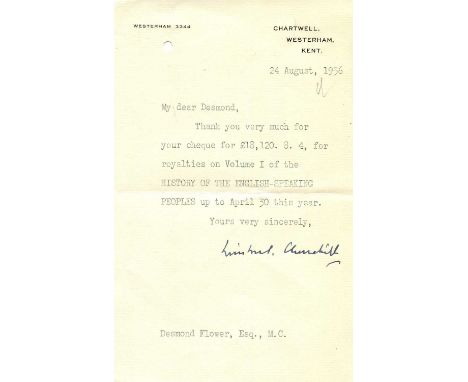 WESTERHAM 3344
CHARTWELL,
WESTERHAM,
KENT.
24 August, 1956
My dear Desmond,
Thank you very much for
your cheque for £18,120. 8. 4, for
royalties on Volume I of the
HISTORY OF THE ENGLISH-SPEAKING
PEOPLES up to April 30 this year.
Yours very sincerely,
Winston S. Churchill
Desmond Flower, Esq., M.C.